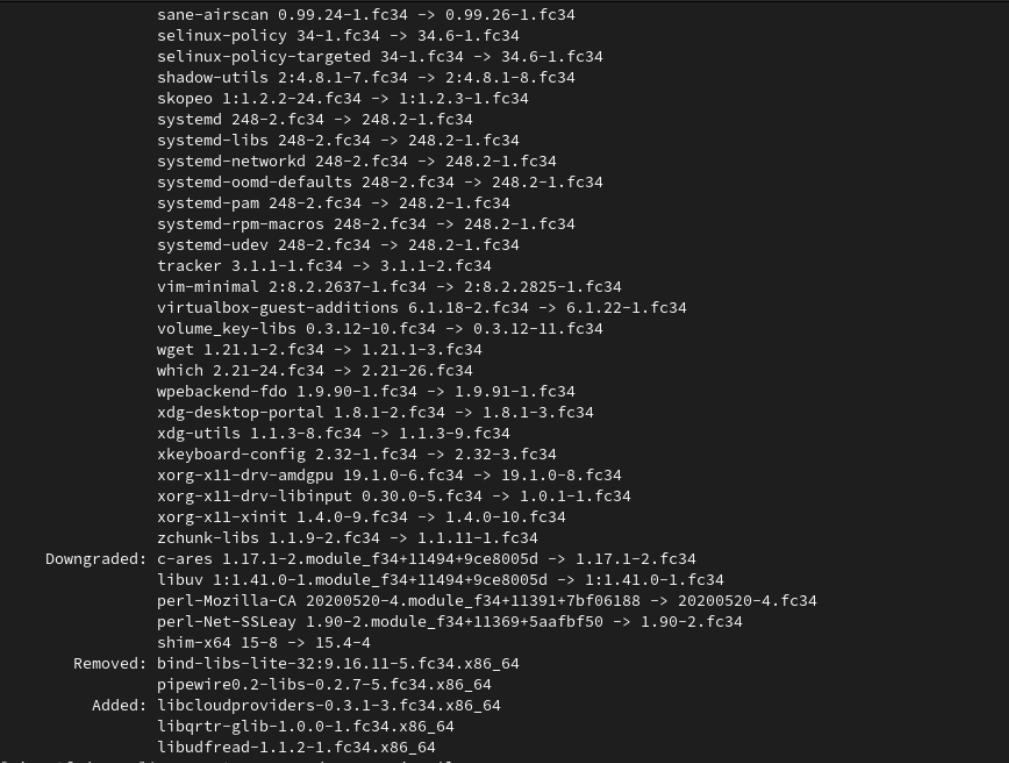 sane-airscan 0.99.24-1.fc34 -> 0.99.26-1.fc34
selinux-policy 34-1.fc34 -> 34.6-1.fc34
selinux-policy-targeted 34-1.fc34 -> 34.6-1.fc34
shadow-utils 2:4.8.1-7.fc34 -> 2:4.8.1-8.fc34
skopeo 1:1.2.2-24.fc34 -> 1:1.2.3-1.fc34
systemd 248-2.fc34 -> 248.2-1.fc34
systemd-libs 248-2.fc34 -> 248.2-1.fc34
systemd-networkd 248-2.fc34 -> 248.2-1.fc34
systemd-oomd-defaults 248-2.fc34 -> 248.2-1.fc34
systemd-pam 248-2.fc34 -> 248.2-1.fc34
systemd-rpm-macros 248-2.fc34 -> 248.2-1.fc34
systemd-udev 248-2.fc34 -> 248.2-1.fc34
tracker 3.1.1-1.fc34 -> 3.1.1-2.fc34
vim-minimal 2:8.2.2637-1.fc34 -> 2:8.2.2825-1.fc34
virtualbox-guest-additions 6.1.18-2.fc34 -> 6.1.22-1.fc34
volume_key-libs 0.3.12-10.fc34 -> 0.3.12-11.fc34
wget 1.21.1-2.fc34 -> 1.21.1-3.fc34
which 2.21-24.fc34 -> 2.21-26.fc34
wpebackend-fdo 1.9.90-1.fc34 -> 1.9.91-1.fc34
xdg-desktop-portal 1.8.1-2.fc34 -> 1.8.1-3.fc34
xdg-utils 1.1.3-8.fc34 -> 1.1.3-9.fc34
xkeyboard-config 2.32-1.fc34 -> 2.32-3.fc34
xorg-x11-drv-amdgpu 19.1.0-6.fc34 -> 19.1.0-8.fc34
xorg-x11-drv-libinput 0.30.0-5.fc34 -> 1.0.1-1.fc34
xorg-x11-xinit 1.4.0-9.fc34 -> 1.4.0-10.fc34
zchunk-libs 1.1.9-2.fc34 -> 1.1.11-1.fc34
Downgraded: c-ares 1.17.1-2.module_f34+11494+9ce8005d -> 1.17.1-2.fc34
libuv 1:1.41.0-1.module_f34+11494+9ce8005d -> 1:1.41.0-1.fc34
perl-Mozilla-CA 20200520-4.module_f34+11391+7bf06188 -> 20200520-4.fc34
perl-Net-SSLeay 1.90-2.module_f34+11369+5aafbf50 -> 1.90-2.fc34
shim-x64 15-8 -> 15.4-4
Removed: bind-libs-lite-32:9.16.11-5.fc34.x86_64
pipewire0.2-libs-0.2.7-5.fc34.x86_64
Added: libcloudproviders-0.3.1-3.fc34.x86_64
libqrtr-glib-1.0.0-1.fc34.x86_64
libudfread-1.1.2-1.fc34.x86_64